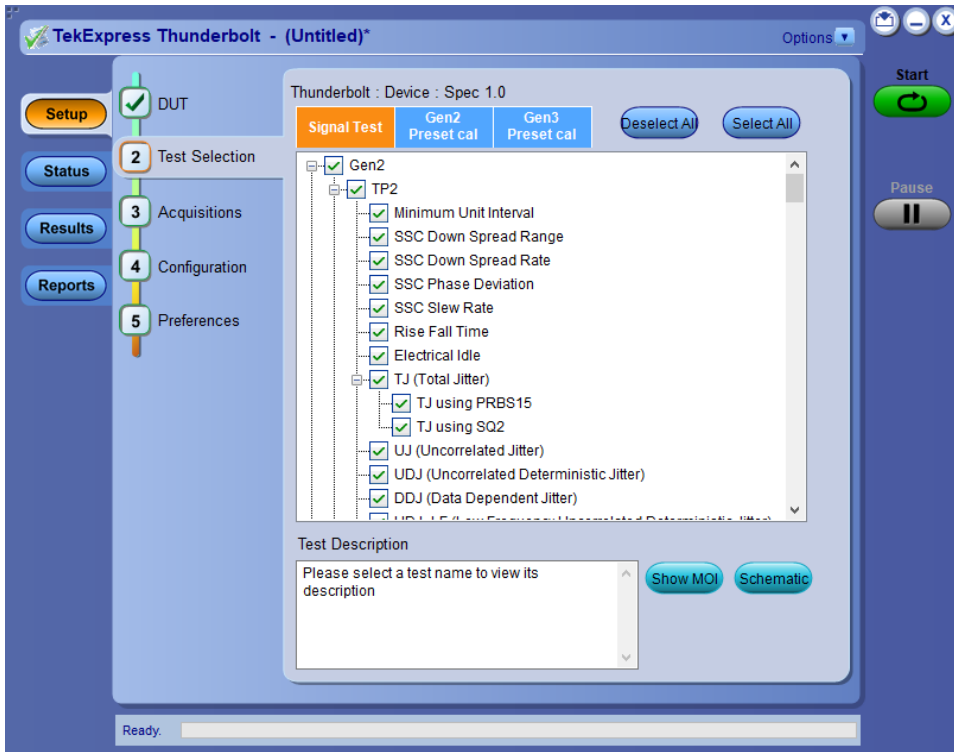 TekExpress Thunderbolt - (Untitled)*
Options
X
Start
Pause
Setup
Status
Results
Reports
DUT
2 Test Selection
3 Acquisitions
4 Configuration
5 Preferences
Thunderbolt : Device : Spec 1.0
Signal Test
Gen2
Preset cal
Gen3
Preset cal
Deselect All
Select All
Gen2
TP2
Minimum Unit Interval
SSC Down Spread Range
SSC Down Spread Rate
SSC Phase Deviation
SSC Slew Rate
Rise Fall Time
Electrical Idle
TJ (Total Jitter)
TJ using PRBS15
TJ using SQ2
UJ (Uncorrelated Jitter)
UDJ (Uncorrelated Deterministic Jitter)
DDJ (Data Dependent Jitter)
Test Description
Please select a test name to view its
description
Show MOI
Schematic
Ready.